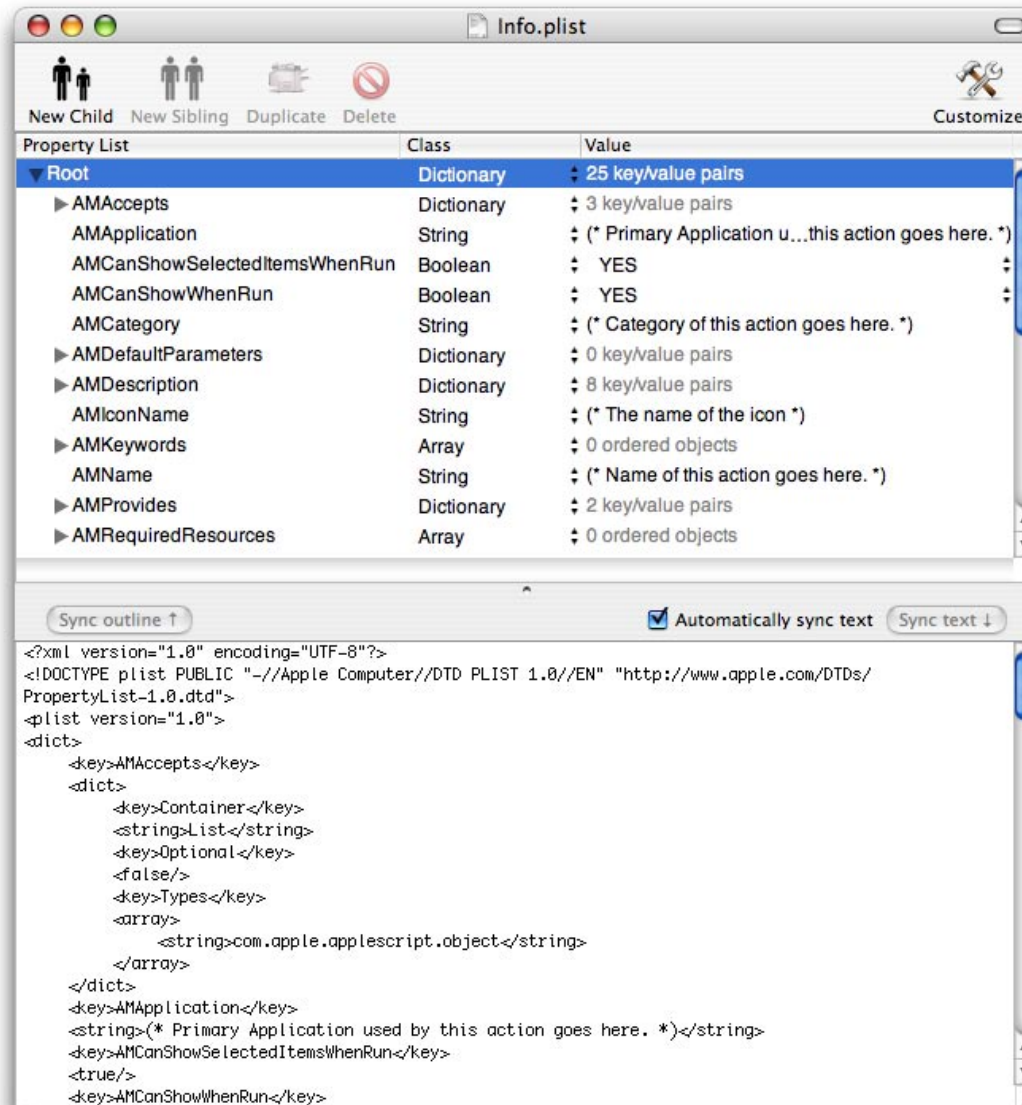 Info.plist
New Child New Sibling Duplicate Delete Customize
Property List Class Value
Root Dictionary 25 key/value pairs
AMAccepts Dictionary 3 key/value pairs
AMApplication String (* Primary Application u...this action goes here. *)
AMCanShowSelectedItemsWhenRun Boolean YES
AMCanShowWhenRun Boolean YES
AMCategory String (* Category of this action goes here. *)
AMDefaultParameters Dictionary 0 key/value pairs
AMDescription Dictionary 8 key/value pairs
AMIconName String (* The name of the icon *)
AMKeywords Array 0 ordered objects
AMName String (* Name of this action goes here. *)
AMProvides Dictionary 2 key/value pairs
AMRequiredResources Array 0 ordered objects
Sync outline ↑ Automatically sync text Sync text ↓
<?xml version="1.0" encoding="UTF-8"?>
<!DOCTYPE plist PUBLIC "-//Apple Computer//DTD PLIST 1.0//EN" "http://www.apple.com/DTDs/
PropertyList-1.0.dtd">
<plist version="1.0">
<dict>
<key>AMAccepts</key>
<dict>
<key>Container</key>
<string>List</string>
<key>Optional</key>
<false/>
<key>Types</key>
<array>
<string>com.apple.applescript.object</string>
</array>
</dict>
<key>AMApplication</key>
<string>(* Primary Application used by this action goes here. *)</string>
<key>AMCanShowSelectedItemsWhenRun</key>
<true/>
<key>AMCanShowWhenRun</key>